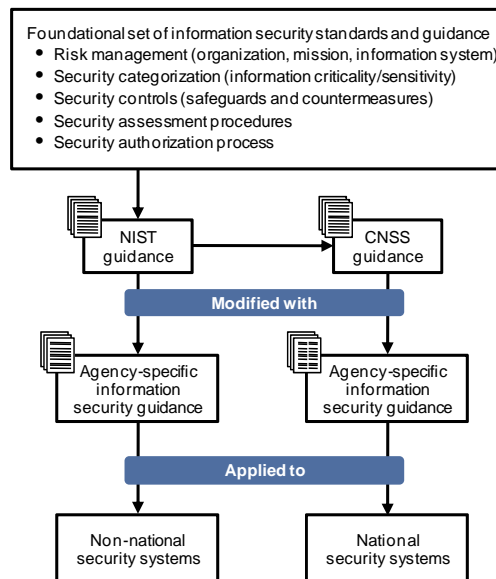 Foundational set of information security standards and guidance
• Risk management (organization, mission, information system)
• Security categorization (information criticality/sensitivity)
• Security controls (safeguards and countermeasures)
• Security assessment procedures
• Security authorization process
NIST
guidance
CNSS
guidance
Modified with
Agency-specific
information
security guidance
Agency-specific
information
security guidance
Applied to
Non-national
security systems
National
security systems